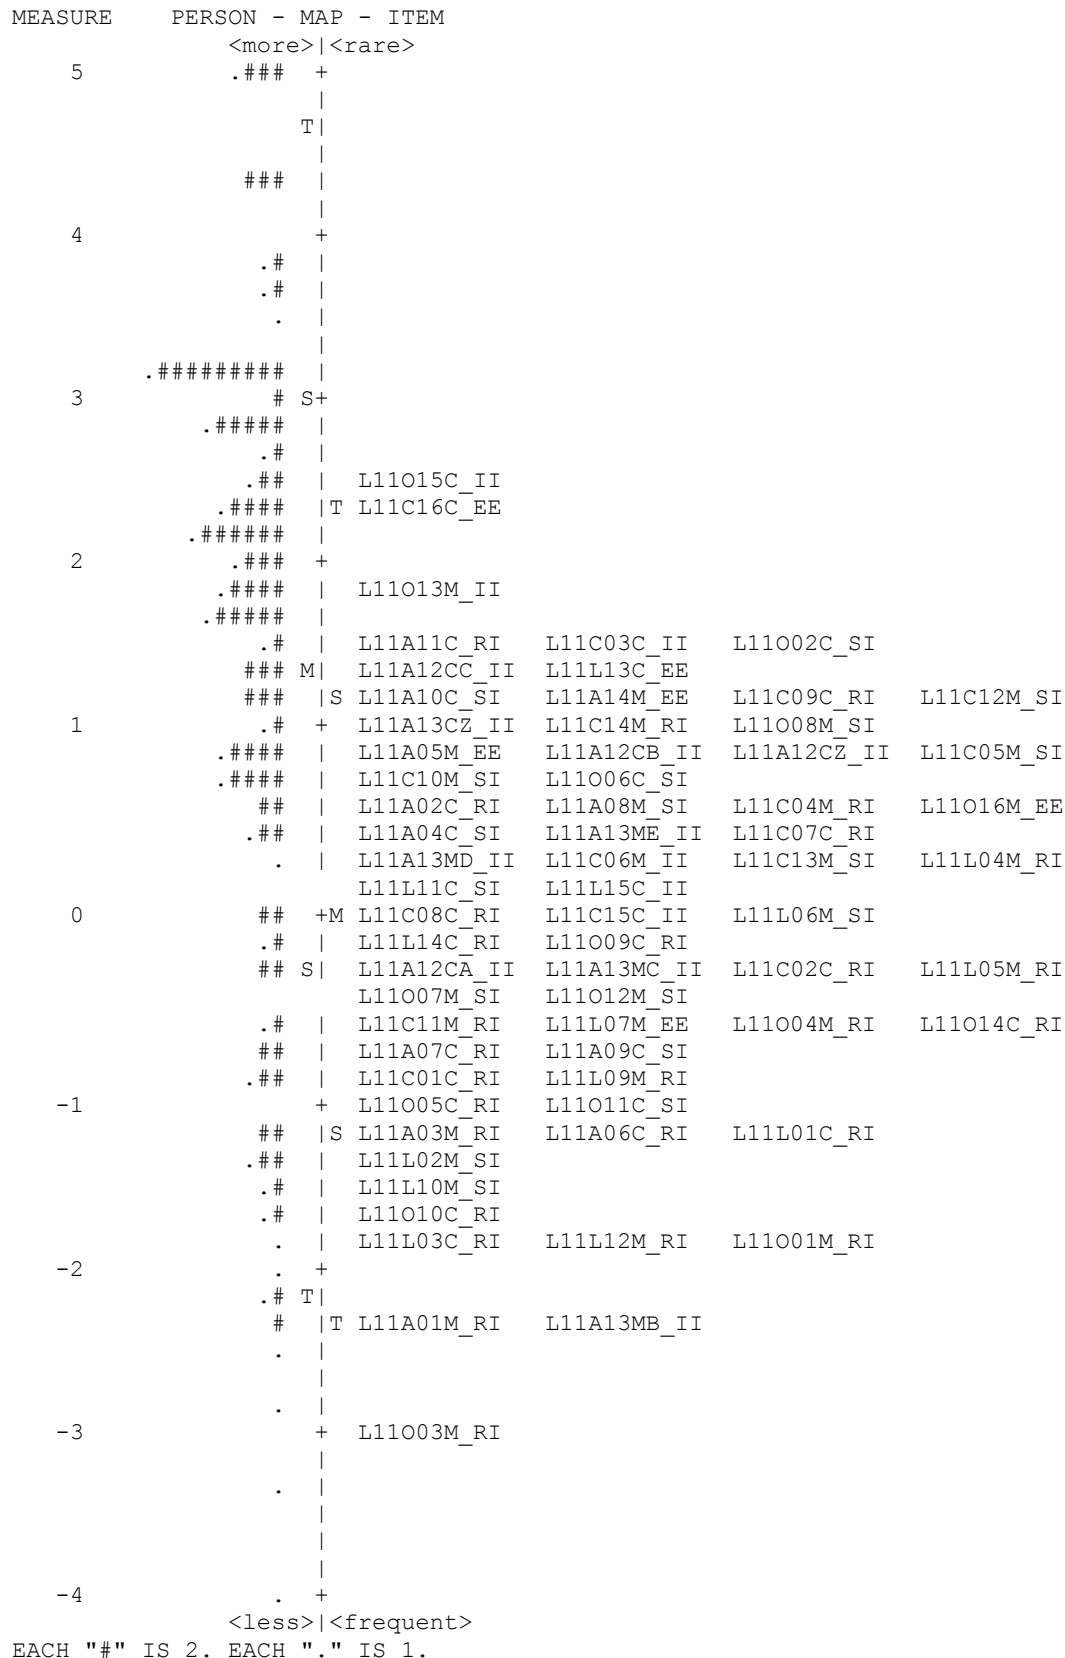 MEASURE    PERSON - MAP - ITEM
                <more>|<rare>
    5           .###  +
                      |
                     T|
                      |
                 ###  |
                      |
    4                 +
                  .#  |
                  .#  |
                   .  |
                      |
          .#########  |
    3              # S+
              .#####  |
                  .#  |
                 .##  |  L11O15C_II
               .####  |T L11C16C_EE
             .######  |
    2           .###  +
               .####  |  L11O13M_II
              .#####  |
                  .#  |  L11A11C_RI   L11C03C_II   L11O02C_SI
                 ### M|  L11A12CC_II  L11L13C_EE
                 ###  |S L11A10C_SI   L11A14M_EE   L11C09C_RI   L11C12M_SI
    1             .#  +  L11A13CZ_II  L11C14M_RI   L11O08M_SI
               .####  |  L11A05M_EE   L11A12CB_II  L11A12CZ_II  L11C05M_SI
               .####  |  L11C10M_SI   L11O06C_SI
                  ##  |  L11A02C_RI   L11A08M_SI   L11C04M_RI   L11O16M_EE
                 .##  |  L11A04C_SI   L11A13ME_II  L11C07C_RI
                   .  |  L11A13MD_II  L11C06M_II   L11C13M_SI   L11L04M_RI
                         L11L11C_SI   L11L15C_II
    0             ##  +M L11C08C_RI   L11C15C_II   L11L06M_SI
                  .#  |  L11L14C_RI   L11O09C_RI
                  ## S|  L11A12CA_II  L11A13MC_II  L11C02C_RI   L11L05M_RI
                         L11O07M_SI   L11O12M_SI
                  .#  |  L11C11M_RI   L11L07M_EE   L11O04M_RI   L11O14C_RI
                  ##  |  L11A07C_RI   L11A09C_SI
                 .##  |  L11C01C_RI   L11L09M_RI
   -1                 +  L11O05C_RI   L11O11C_SI
                  ##  |S L11A03M_RI   L11A06C_RI   L11L01C_RI
                 .##  |  L11L02M_SI
                  .#  |  L11L10M_SI
                  .#  |  L11O10C_RI
                   .  |  L11L03C_RI   L11L12M_RI   L11O01M_RI
   -2              .  +
                  .# T|
                   #  |T L11A01M_RI   L11A13MB_II
                   .  |
                      |
                   .  |
   -3                 +  L11O03M_RI
                      |
                   .  |
                      |
                      |
                      |
   -4              .  +
                <less>|<frequent>
EACH "#" IS 2. EACH "." IS 1.